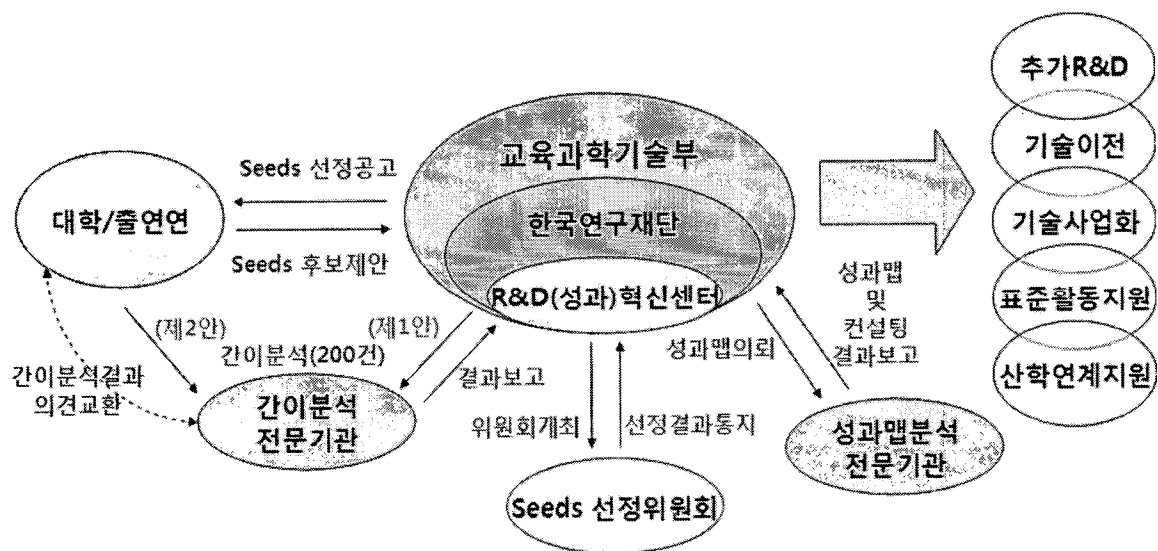 추가R&D
기술이전
기술사업화
표준활동지원
산학연계지원
교육과학기술부
한국연구재단
R&D(성과)혁신센터
Seeds 선정공고
대학/출연연
Seeds 후보제안
성과맵
및
컨설팅
결과보고
(제2안)
(제1안)
간이분석(200건)
성과맵의뢰
간이분석결과
의견교환
결과보고
간이분석
전문기관
위원회개최
선정결과통지
성과맵분석
전문기관
Seeds 선정위원회